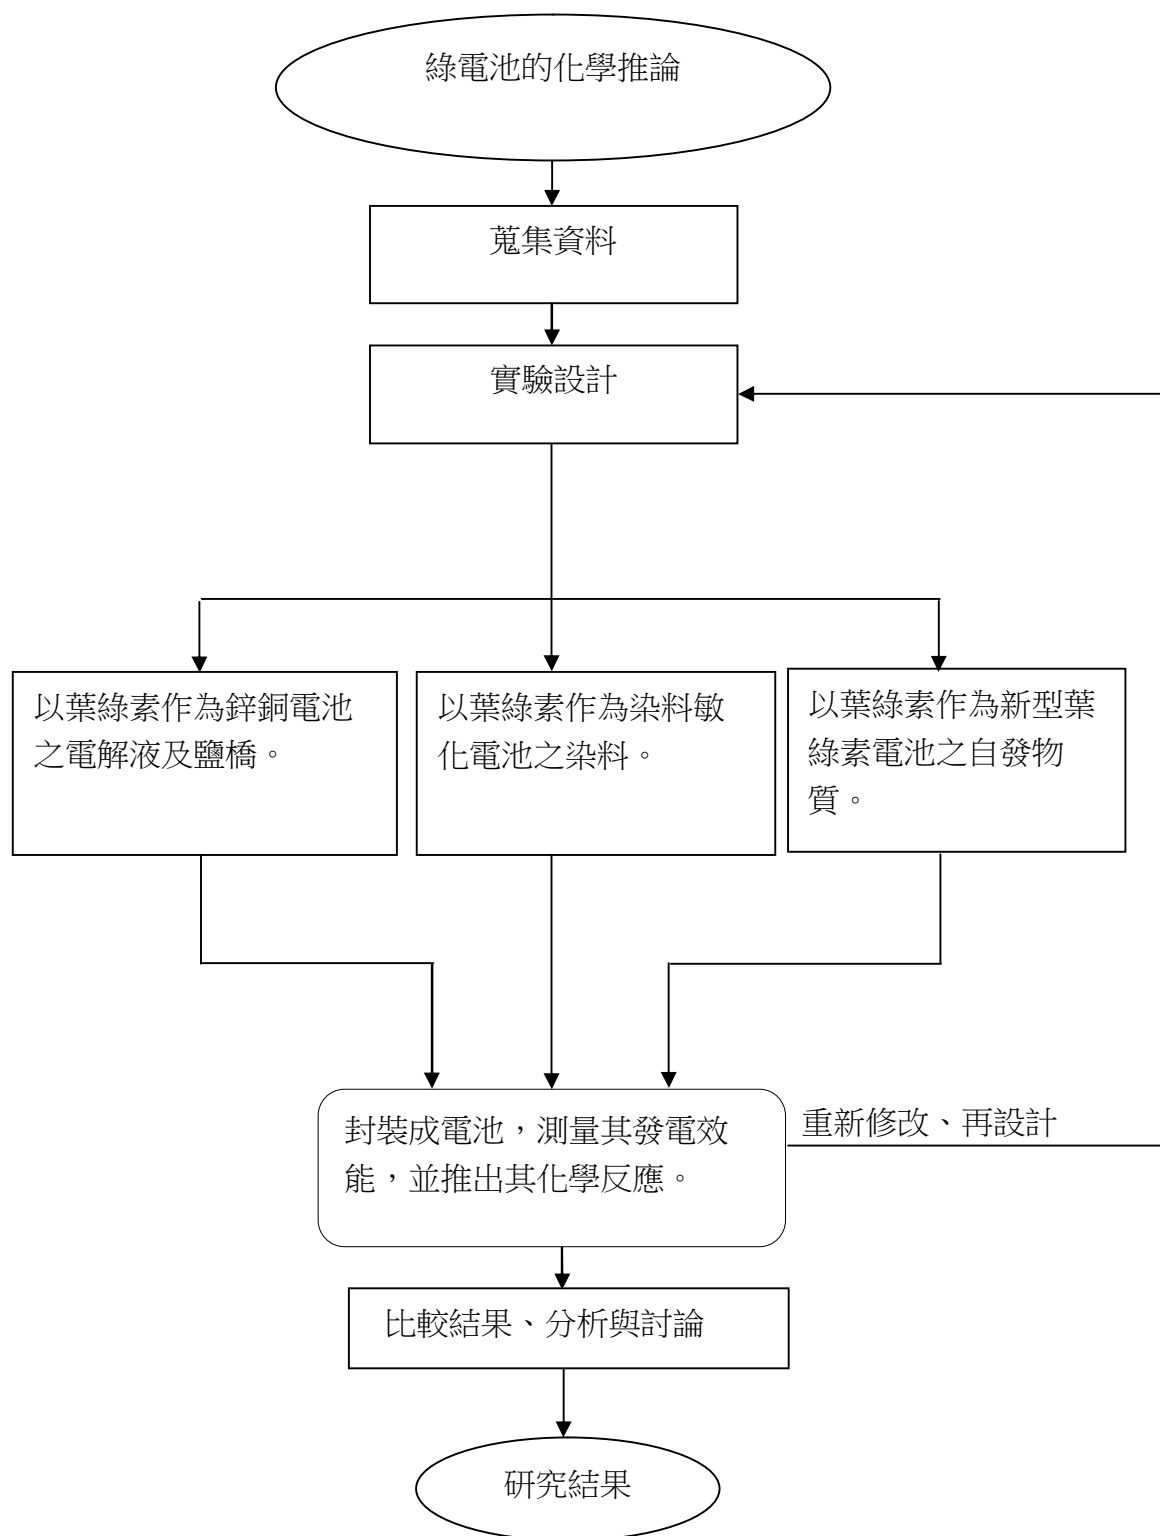 綠電池的化學推論
蒐集資料
實驗設計
以葉綠素作為鋅銅電池
之電解液及鹽橋。
以葉綠素作為染料敏
化電池之染料。
以葉綠素作為新型葉
綠素電池之自發物
質。
封裝成電池，測量其發電效
能，並推出其化學反應。
重新修改、再設計
比較結果、分析與討論
研究結果